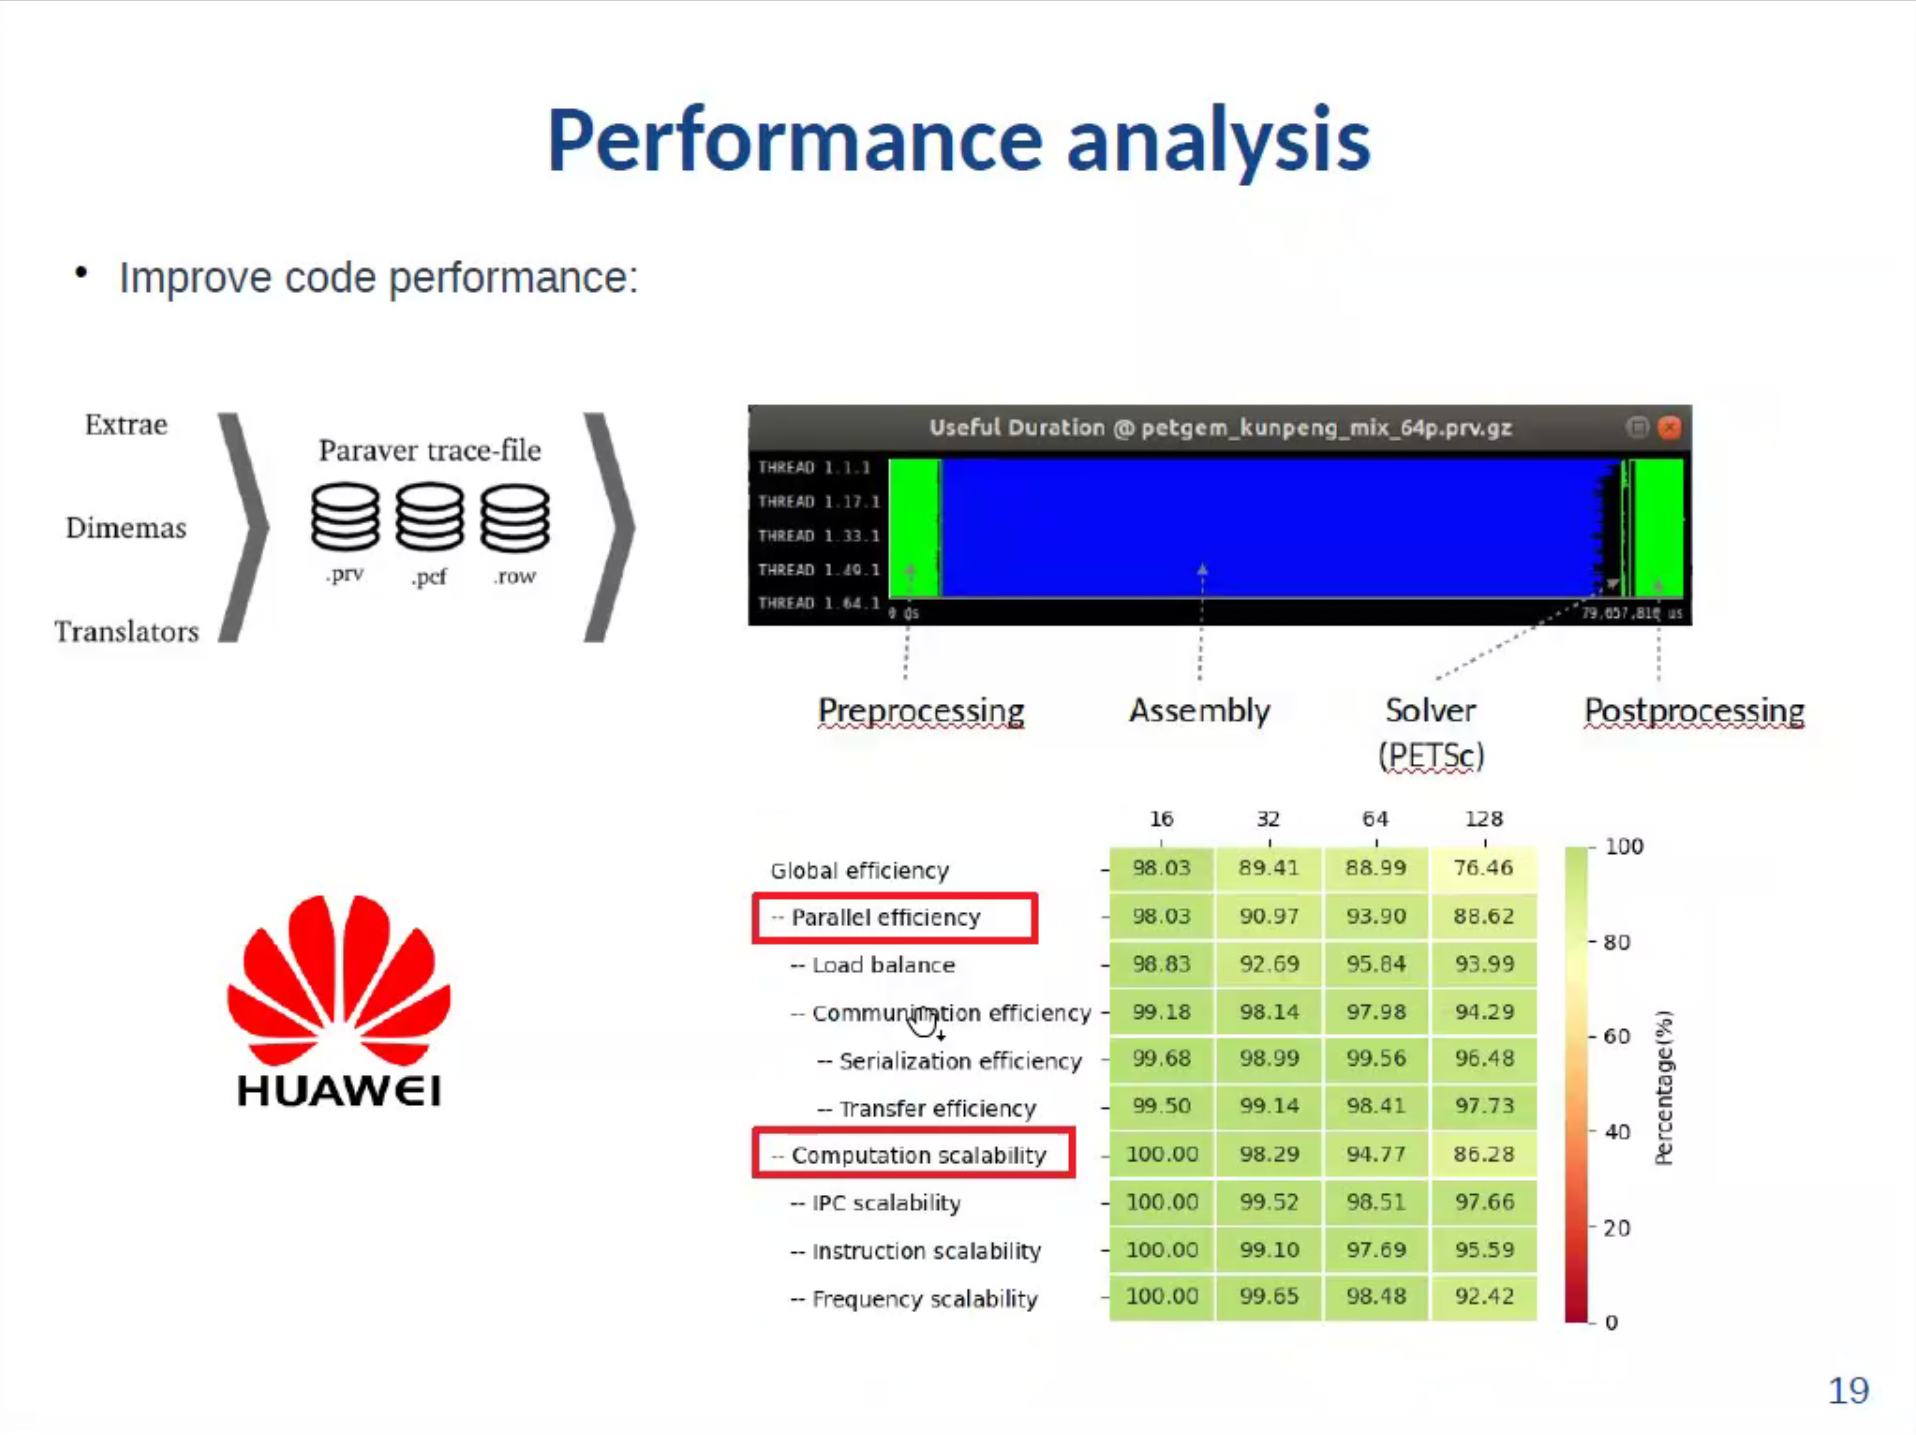 Performance analysis
• Improve code performance:
Extrae
Dimemas
Translators
Paraver trace-file
.prv .pcf .row
Useful Duration @ petgem_kunpeng_mix_64p.prv.gz
THREAD 1.1.1
THREAD 1.17.1
THREAD 1.33.1
THREAD 1.49.1
THREAD 1.64.1
Preprocessing Assembly Solver (PETSc) Postprocessing
16 32 64 128
Global efficiency 98.03 89.41 88.99 76.46
-- Parallel efficiency 98.03 90.97 93.90 88.62
-- Load balance 98.83 92.69 95.84 93.99
-- Communication efficiency 99.18 98.14 97.98 94.29
-- Serialization efficiency 99.68 98.99 99.56 96.48
-- Transfer efficiency 99.50 99.14 98.41 97.73
-- Computation scalability 100.00 98.29 94.77 86.28
-- IPC scalability 100.00 99.52 98.51 97.66
-- Instruction scalability 100.00 99.10 97.69 95.59
-- Frequency scalability 100.00 99.65 98.48 92.42
100
80
60
40
20
0
Percentage(%)
HUAWEI
19